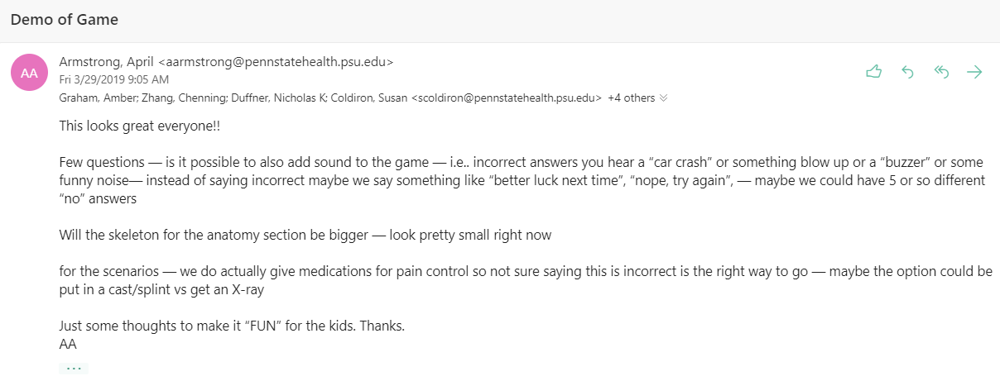 Demo of Game
AA
Armstrong, April <aarmstrong@pennstatehealth.psu.edu>
Fri 3/29/2019 9:05 AM
Graham, Amber; Zhang, Chenning; Duffner, Nicholas K; Coldiron, Susan <scoldiron@pennstatehealth.psu.edu> +4 others
This looks great everyone!!
Few questions — is it possible to also add sound to the game — i.e.. incorrect answers you hear a “car crash” or something blow up or a “buzzer” or some
funny noise— instead of saying incorrect maybe we say something like “better luck next time”, “nope, try again”, — maybe we could have 5 or so different
“no” answers
Will the skeleton for the anatomy section be bigger — look pretty small right now
for the scenarios — we do actually give medications for pain control so not sure saying this is incorrect is the right way to go — maybe the option could be
put in a cast/splint vs get an X-ray
Just some thoughts to make it “FUN” for the kids. Thanks.
AA
...